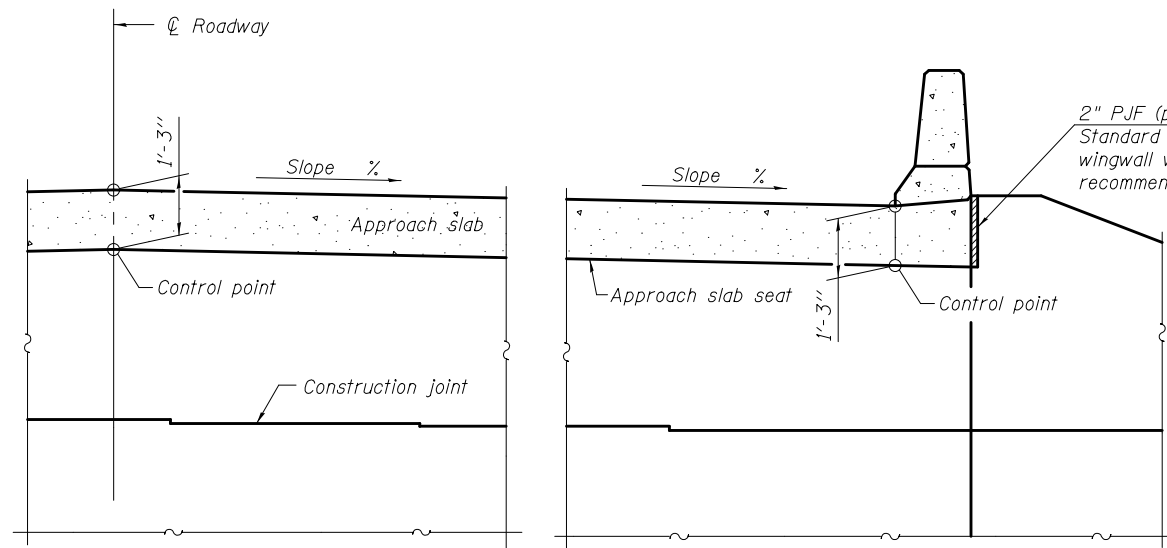 ℄ Roadway
1'-3"
Slope %
Approach slab
Control point
Construction joint
Slope %
2" PJF
Standard
wingwall
Approach slab seat
Control point
1'-3"